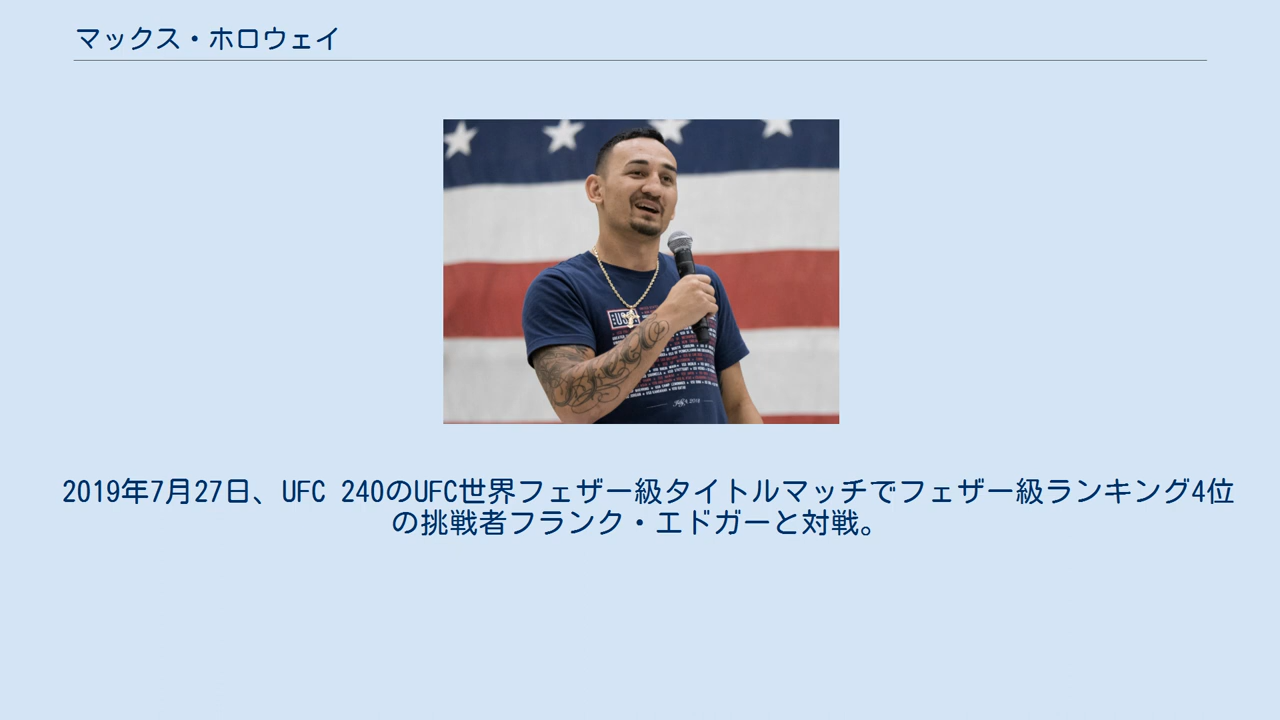 マックス・ホロウェイ
2019年7月27日、UFC 240のUFC世界フェザー級タイトルマッチでフェザー級ランキング4位
の挑戦者フランク・エドガーと対戦。